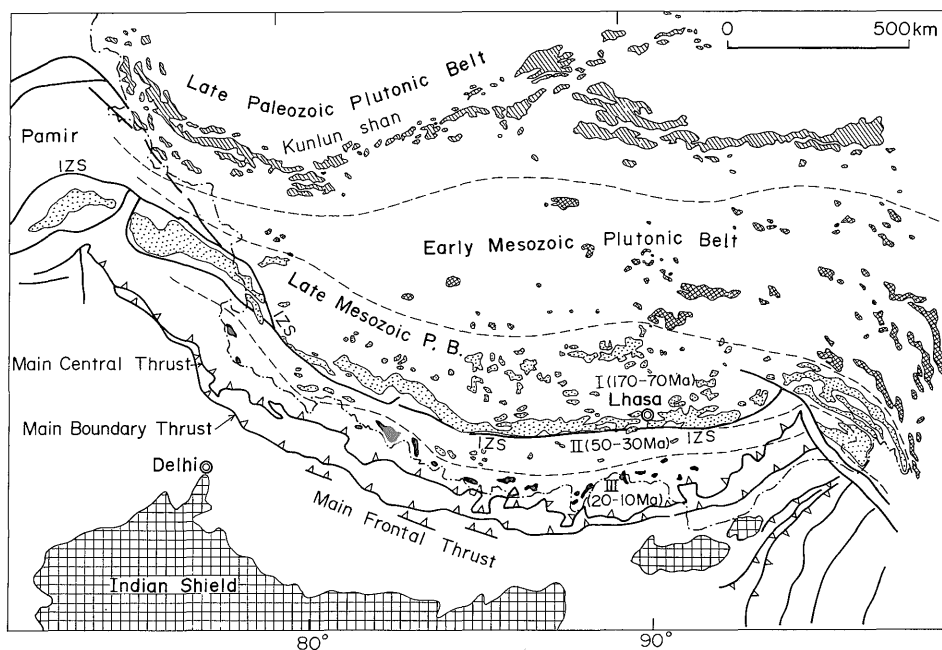 0 500km
Late Paleozoic Plutonic Belt
Kunlun shan
Pamir
IZS
Early Mesozoic Plutonic Belt
Late Mesozoic P. B.
IZS
Main Central Thrust
I (170-70Ma)
Lhasa
Main Boundary Thrust
IZS
II (50-30Ma)
IZS
Delhi
III
(20-10Ma)
Main Frontal Thrust
Indian Shield
80°
90°